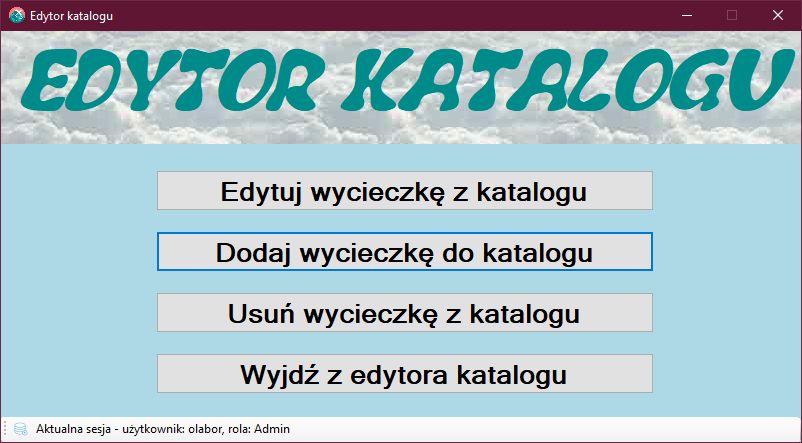 Edytor katalogu
EDYTOR KATALOGU
Edytuj wycieczkę z katalogu
Dodaj wycieczkę do katalogu
Usuń wycieczkę z katalogu
Wyjdź z edytora katalogu
Aktualna sesja - użytkownik: olabor, rola: Admin